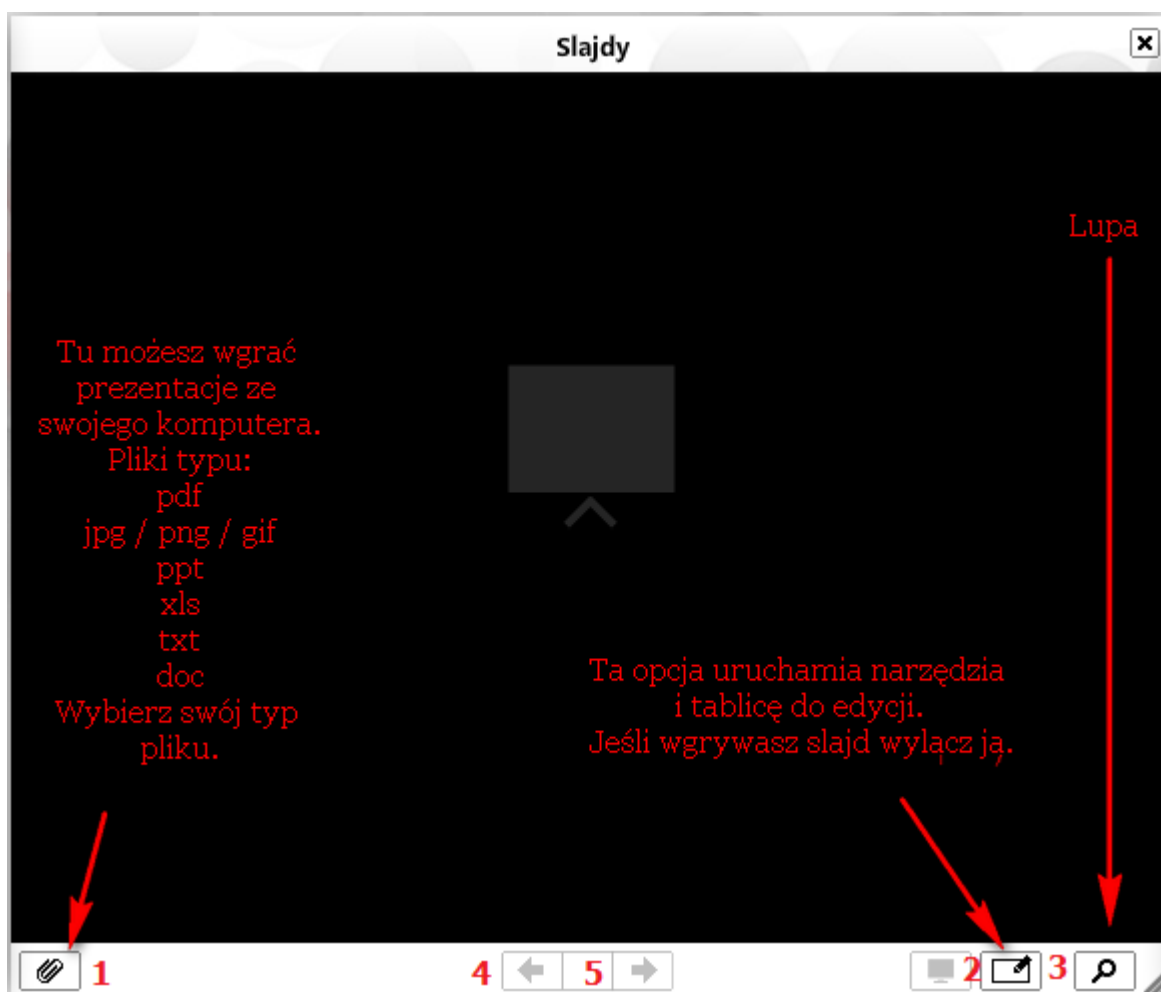 Slajdy
Lupa
Tu możesz wgrać
prezentacje ze
swojego komputera.
Pliki typu:
pdf
jpg / png / gif
ppt
xls
txt
doc
Wybierz swój typ
pliku.
Ta opcja uruchamia narzędzia
i tablicę do edycji.
Jeśli wgrywasz slajd wyłącz ją.
1
4
5
2
3